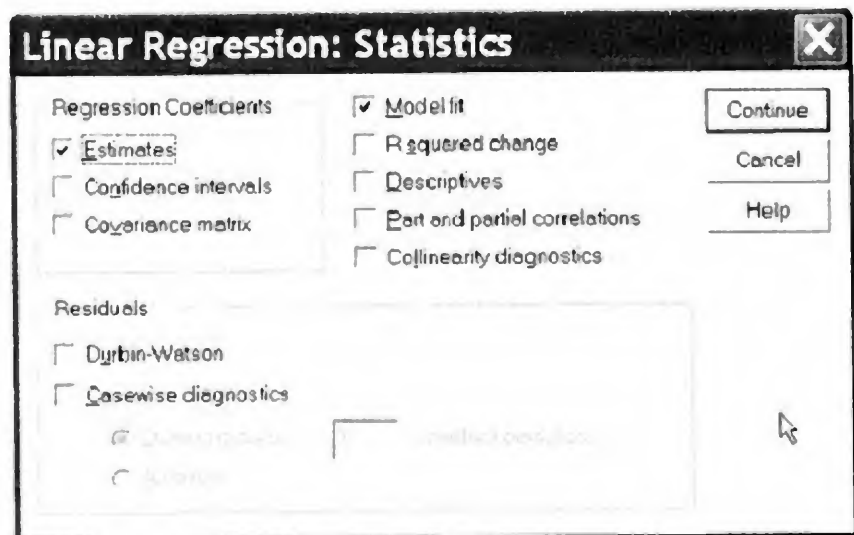 Linear Regression: Statistics
Regression Coefficients
Estimates
Confidence intervals
Covariance matrix
Model fit
R squared change
Descriptives
Part and partial correlations
Collinearity diagnostics
Continue
Cancel
Help
Residuals
Durbin-Watson
Casewise diagnostics